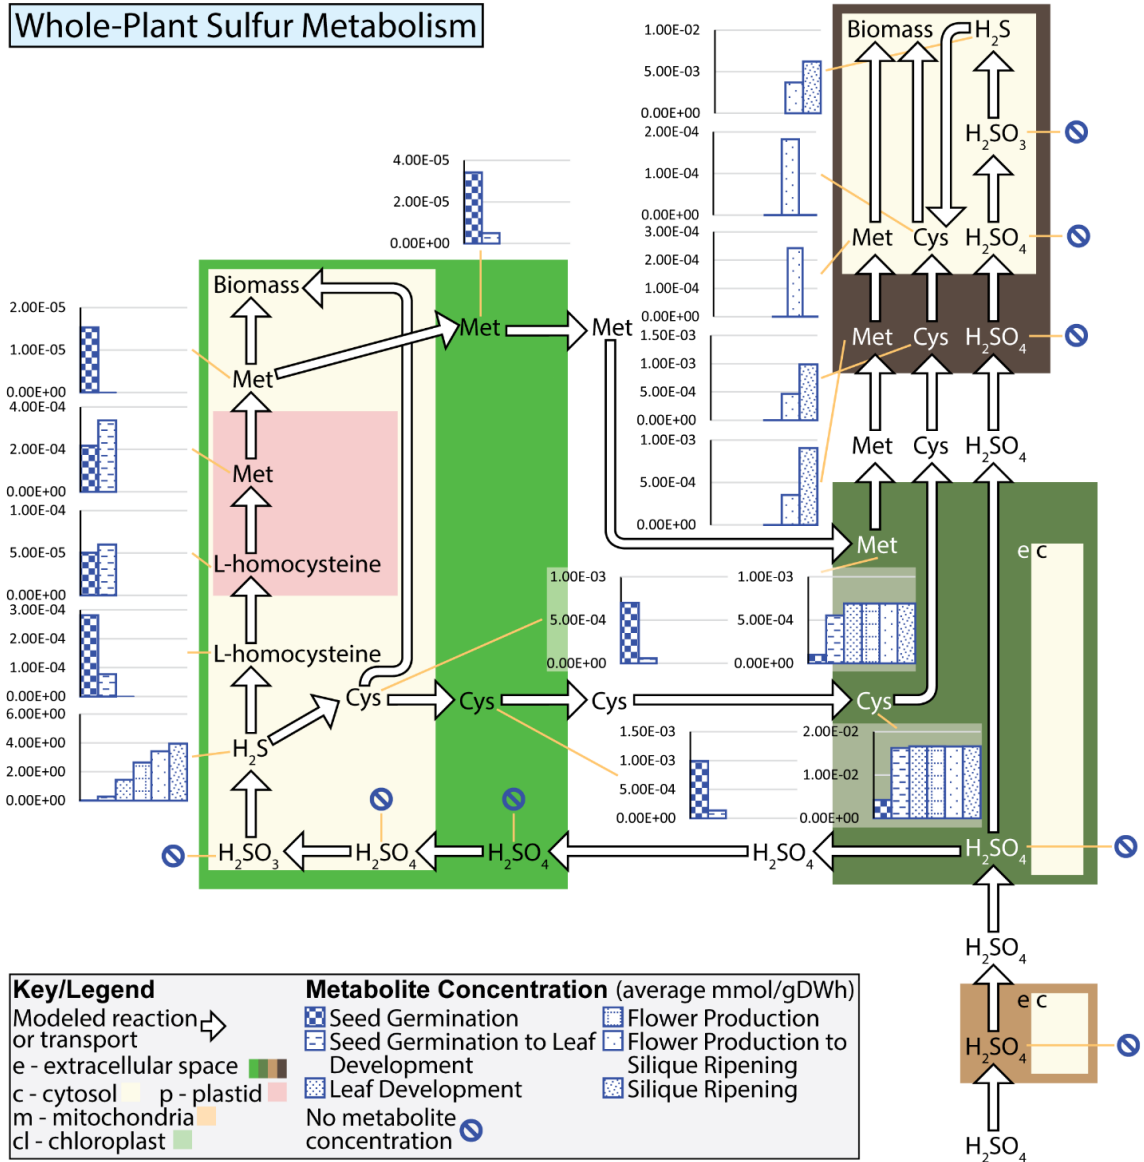 Whole-Plant Sulfur Metabolism
1.00E-02
5.00E-03
0.00E+00
2.00E-04
1.00E-04
0.00E+00
3.00E-04
2.00E-04
1.00E-04
0.00E+00
1.50E-03
1.00E-03
5.00E-04
0.00E+00
1.00E-03
5.00E-04
0.00E+00
Biomass
H2S
H2SO3
Met
Cys
H2SO4
Met
Cys
H2SO4
Met
Cys
H2SO4
4.00E-05
2.00E-05
0.00E+00
2.00E-05
1.00E-05
0.00E+00
4.00E-04
2.00E-04
0.00E+00
1.00E-04
5.00E-05
0.00E+00
3.00E-04
2.00E-04
1.00E-04
0.00E+00
6.00E+00
4.00E+00
2.00E+00
0.00E+00
Biomass
Met
Met
Met
Met
L-homocysteine
L-homocysteine
H2S
Cys
Cys
Cys
H2SO3
H2SO4
H2SO4
H2SO4
1.00E-03
5.00E-04
0.00E+00
1.00E-03
5.00E-04
0.00E+00
1.50E-03
1.00E-03
5.00E-04
0.00E+00
2.00E-02
1.00E-02
0.00E+00
Met
e c
Cys
H2SO4
H2SO4
e c
H2SO4
H2SO4
Key/Legend
Modeled reaction
or transport
e - extracellular space
c - cytosol
p - plastid
m - mitochondria
cl - chloroplast
Metabolite Concentration (average mmol/gDWh)
Seed Germination
Seed Germination to Leaf
Development
Leaf Development
Flower Production
Flower Production to
Silique Ripening
Silique Ripening
No metabolite
concentration